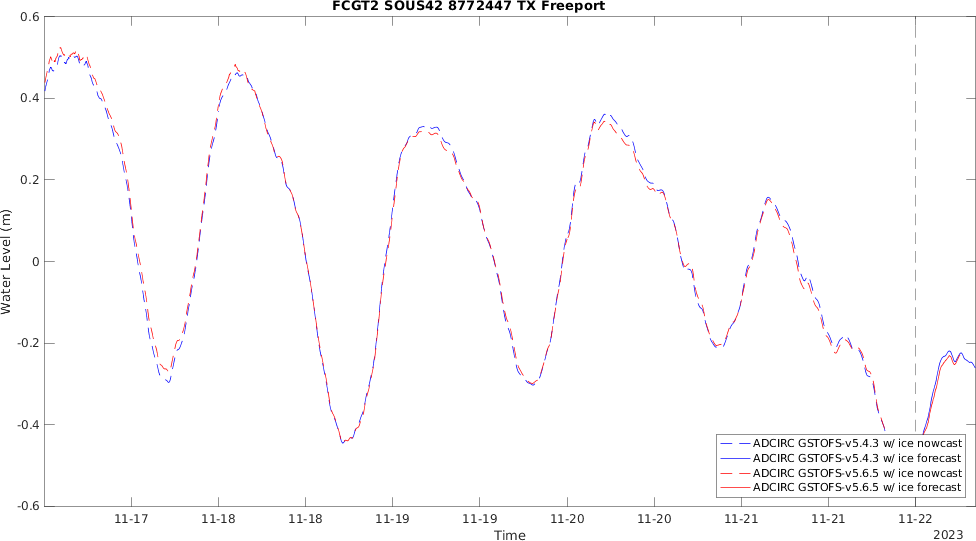 FCGT2 SOUS42 8772447 TX Freeport
0.6
0.4
0.2
0
-0.2
-0.4
-0.6
Water Level (m)
ADCIRC GSTOFS-v5.4.3 w/ ice nowcast
ADCIRC GSTOFS-v5.4.3 w/ ice forecast
ADCIRC GSTOFS-v5.6.5 w/ ice nowcast
ADCIRC GSTOFS-v5.6.5 w/ ice forecast
11-17 11-18 11-18 11-19 11-19 11-20 11-20 11-21 11-21 11-22
Time
2023